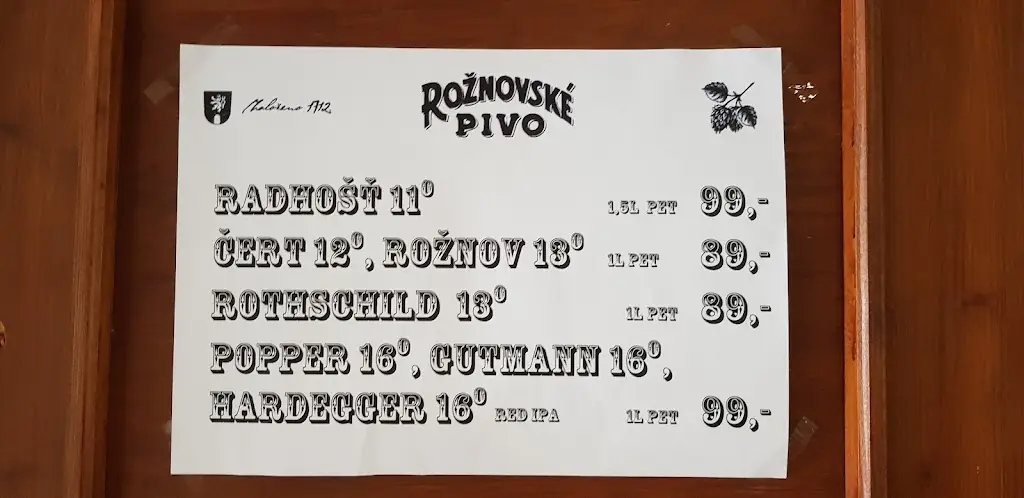 Založeno 1712
ROŽNOVSKÉ
PIVO
RADHOŠŤ 11° 1,5L PET 99,-
ČERT 12°, ROŽNOV 13° 1L PET 89,-
ROTHSCHILD 13° 1L PET 89,-
POPPER 16°, GUTMANN 16°,
HARDEGGER 16° RED IPA 1L PET 99,-